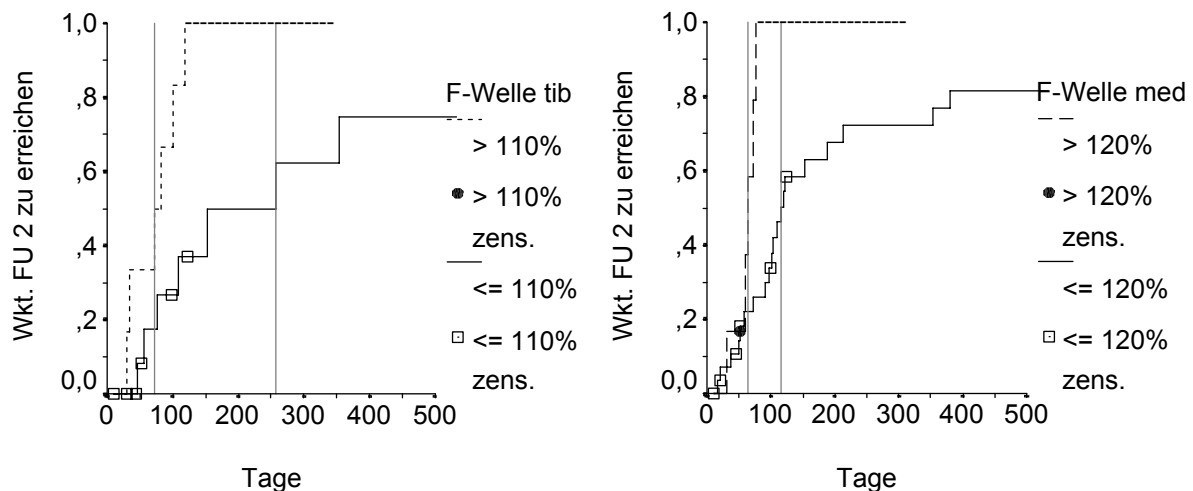 Wkt. FU 2 zu erreichen
1,0
,8
,6
,4
,2
0,0
0 100 200 300 400 500
Tage
F-Welle tib
> 110%
> 110%
zens.
<= 110%
<= 110%
zens.
Wkt. FU 2 zu erreichen
1,0
,8
,6
,4
,2
0,0
0 100 200 300 400 500
Tage
F-Welle med
> 120%
> 120%
zens.
<= 120%
<= 120%
zens.